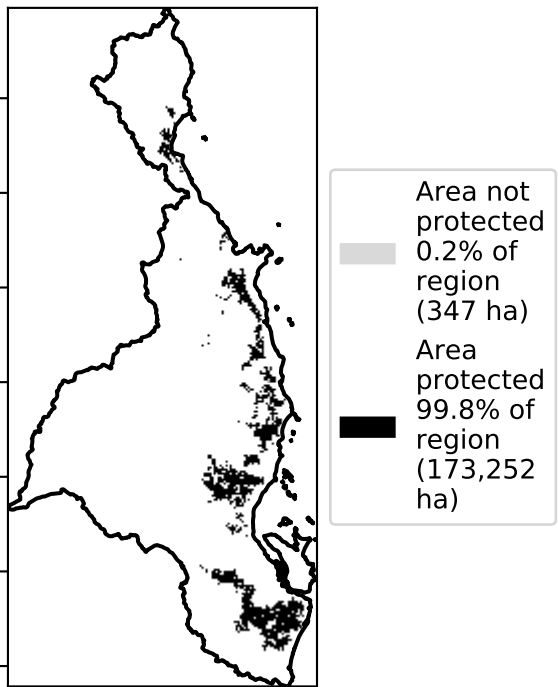 Area not
protected
0.2% of
region
(347 ha)
Area
protected
99.8% of
region
(173,252
ha)